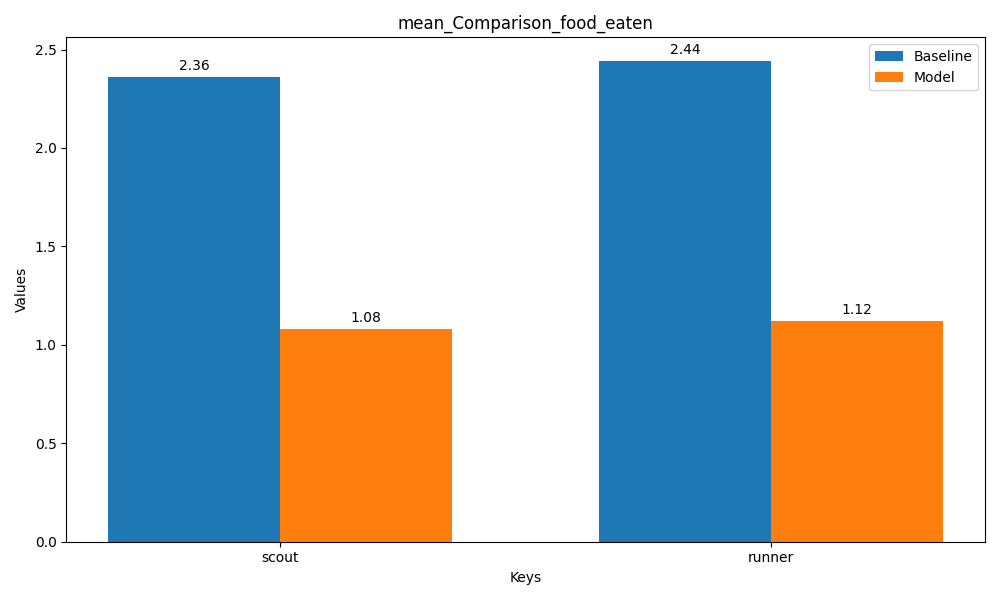 mean_Comparison_food_eaten
Baseline
Model
2.36
1.08
2.44
1.12
2.5
2.0
1.5
1.0
0.5
0.0
Values
scout
runner
Keys